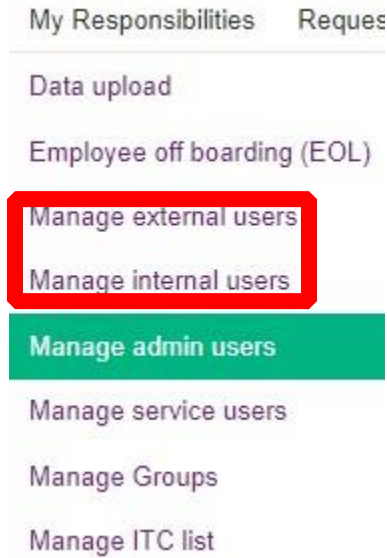 My Responsibilities Reques
Data upload
Employee off boarding (EOL)
Manage external users
Manage internal users
Manage admin users
Manage service users
Manage Groups
Manage ITC list